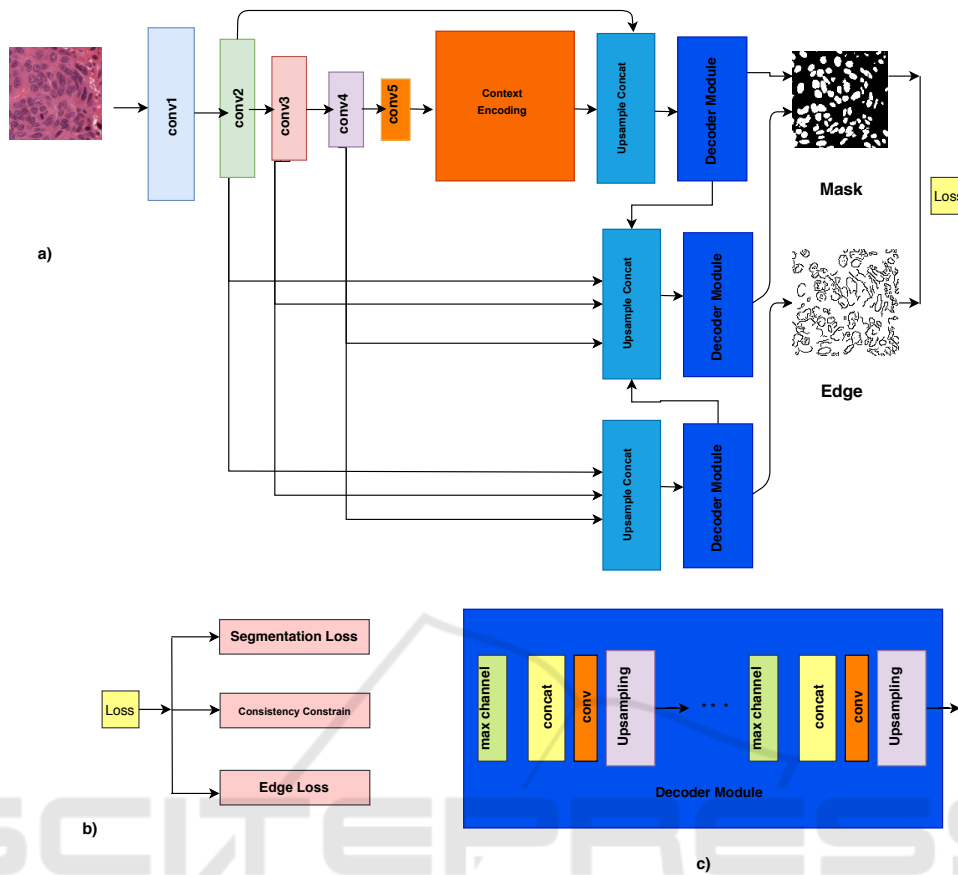 conv1
conv2
conv3
conv4
conv5
Context
Encoding
Upsample Concat
Decoder Module
Mask
Loss
a)
Upsample Concat
Decoder Module
Edge
Upsample Concat
Decoder Module
Segmentation Loss
Loss
Consistency Constrain
Edge Loss
b)
max channel
concat
conv
Upsampling
* * *
max channel
concat
conv
Upsampling
Decoder Module
c)
SCITEPRESS